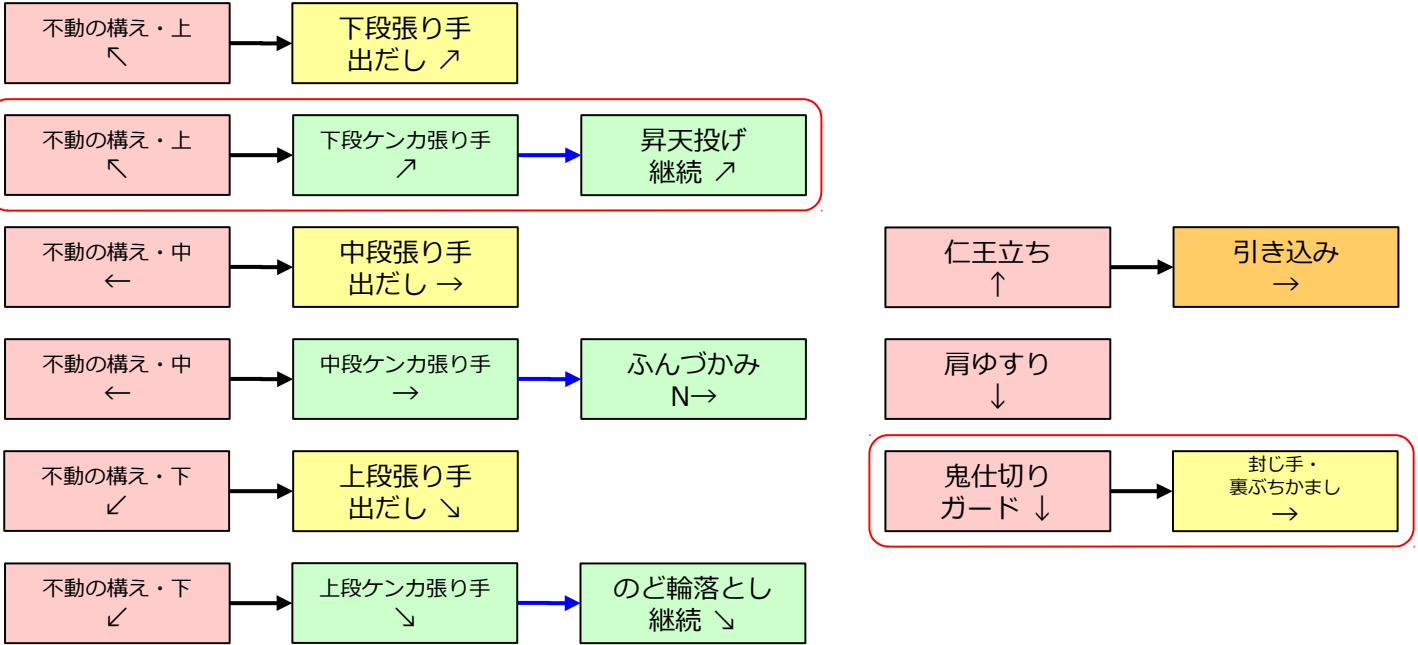 不動の構え・上
↖
下段張り手
出だし ↗
不動の構え・上
↖
下段ケンカ張り手
↗
昇天投げ
継続 ↗
不動の構え・中
←
中段張り手
出だし →
仁王立ち
↑
引き込み
→
不動の構え・中
←
中段ケンカ張り手
→
ふんづかみ
N→
肩ゆすり
↓
不動の構え・下
↙
上段張り手
出だし ↘
鬼仕切り
ガード ↓
封じ手・
裏ぶちかまし
→
不動の構え・下
↙
上段ケンカ張り手
↘
のど輪落とし
継続 ↘